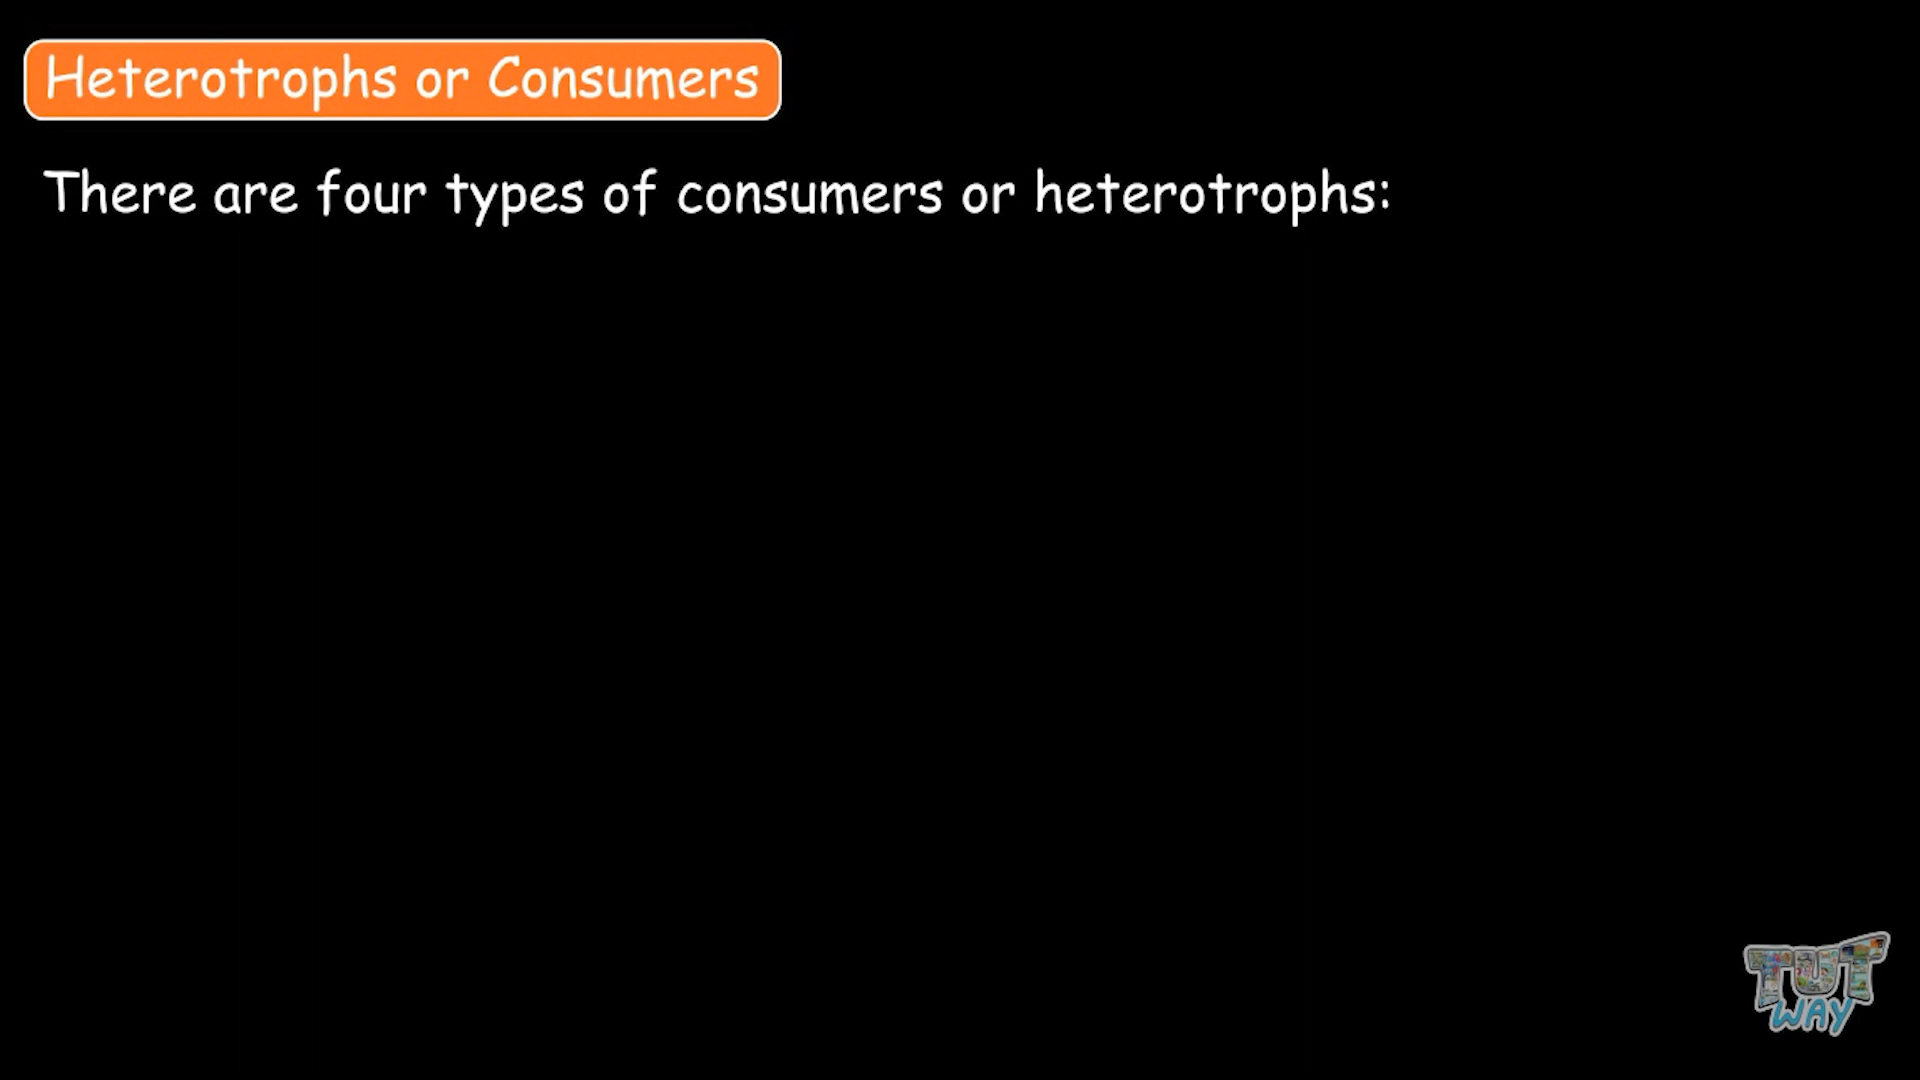 Heterotrophs or Consumers
There are four types of consumers or heterotrophs:
TUT
WAY